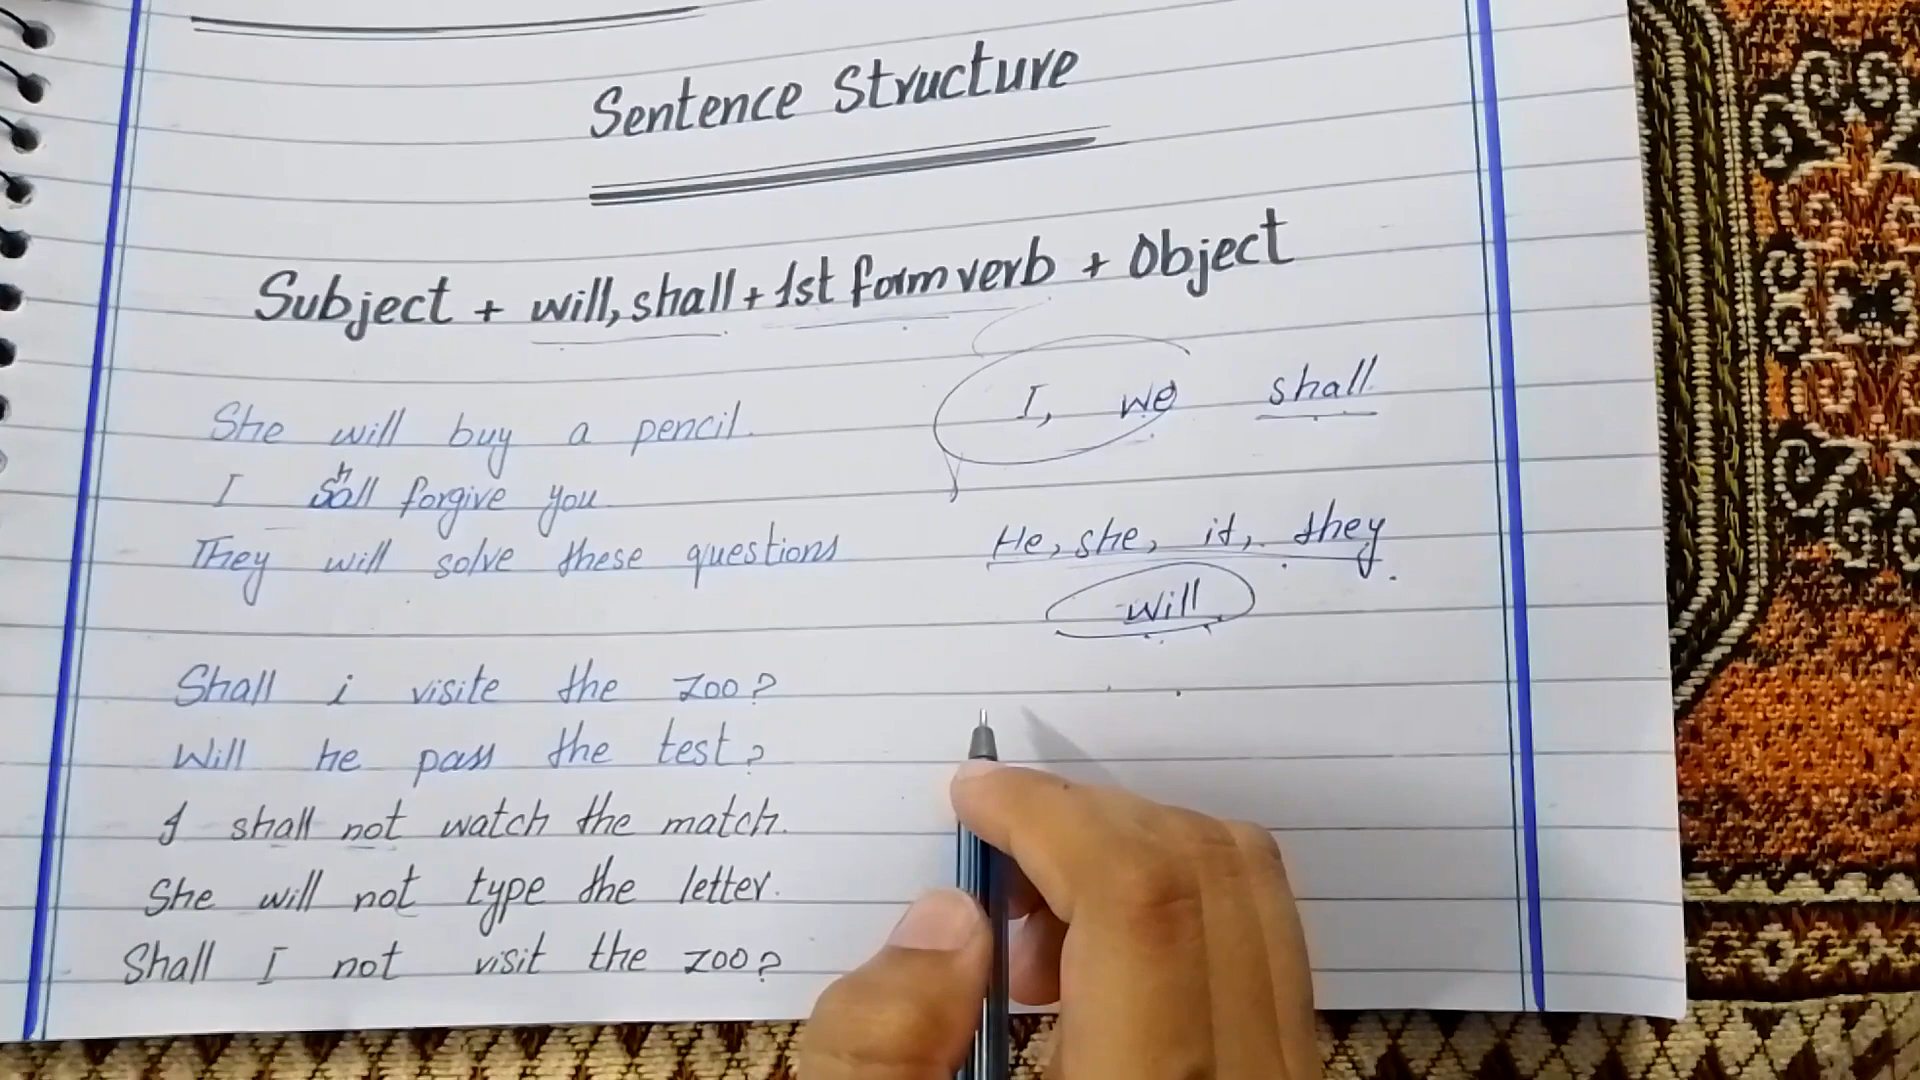 Sentence Structure
Subject + will, shall + 1st form verb + Object
She will buy a pencil.
I Shall forgive you
They will solve these questions
I, we shall
He, she, it, they
will
Shall i visite the zoo?
Will he pass the test?
I shall not watch the match.
She will not type the letter.
Shall I not visit the zoo?